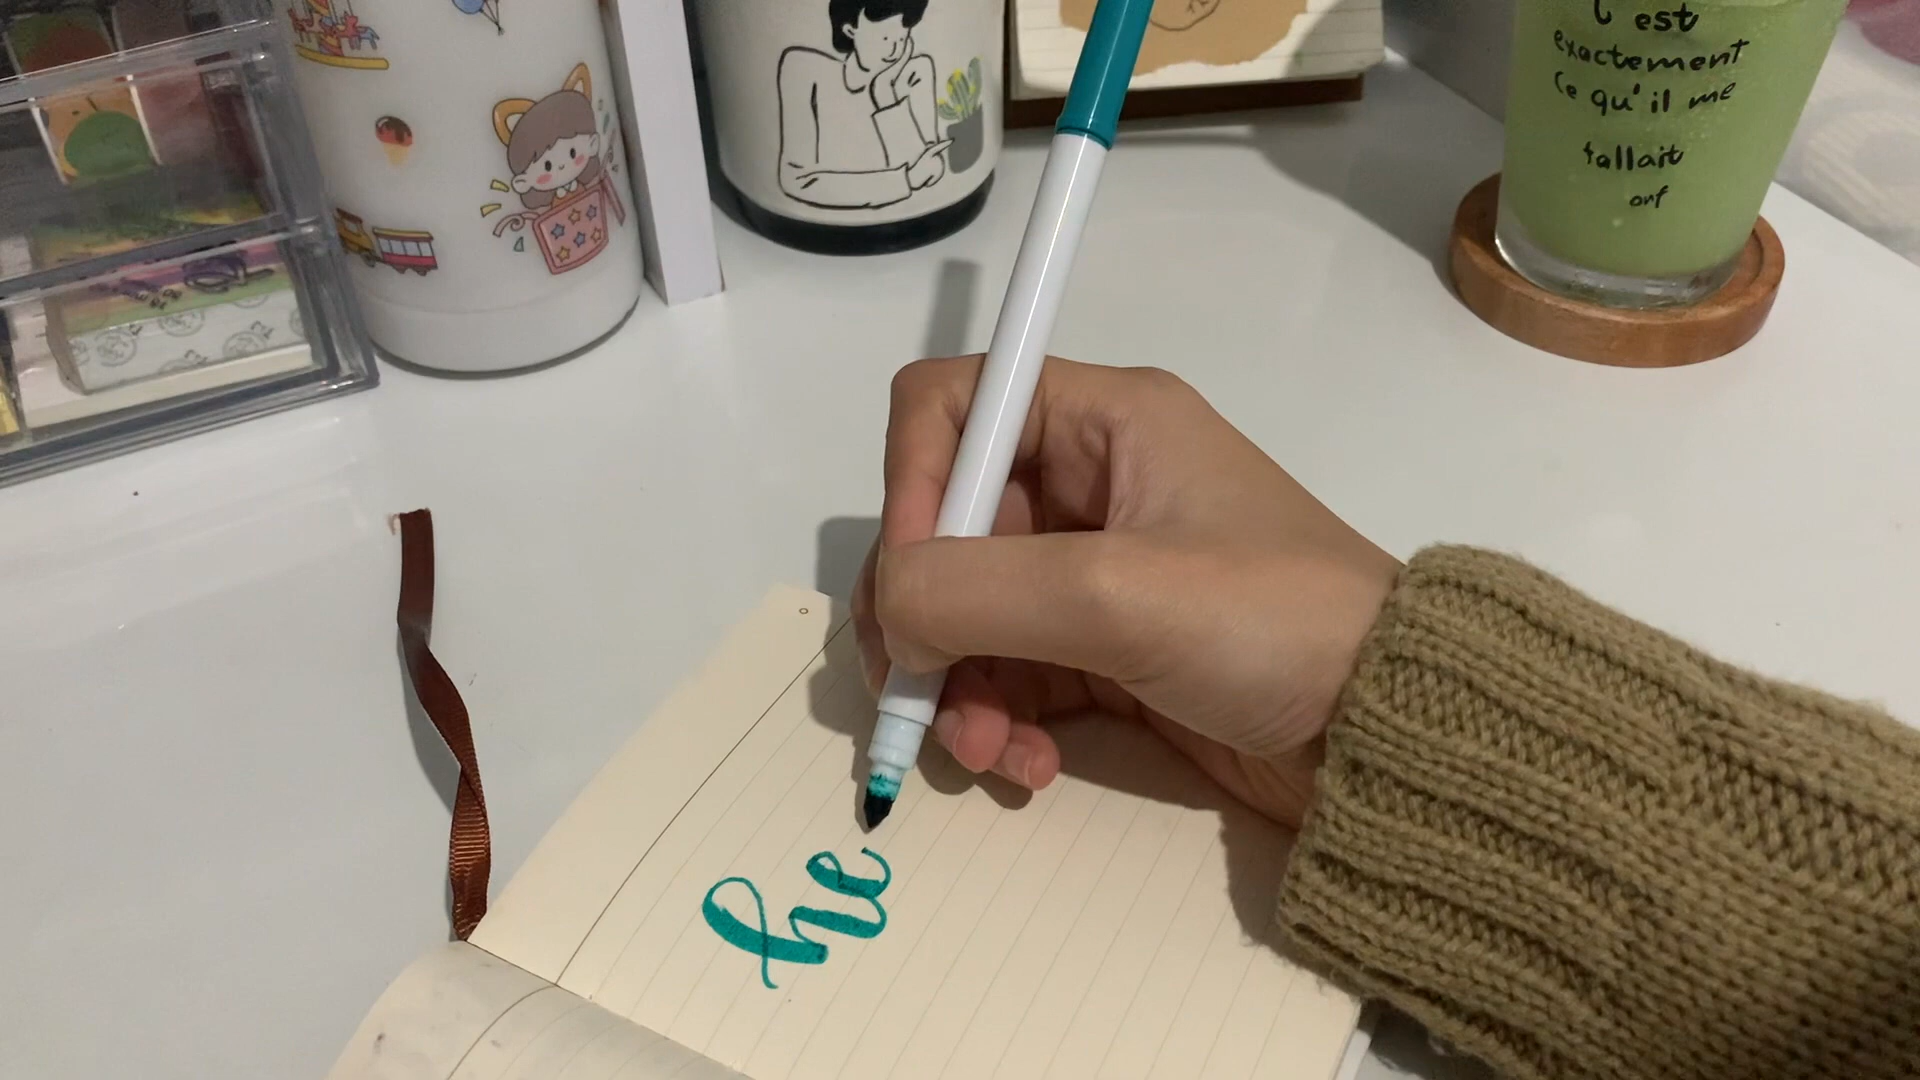 C'est
exactement
Ce qu'il me
fallait
he